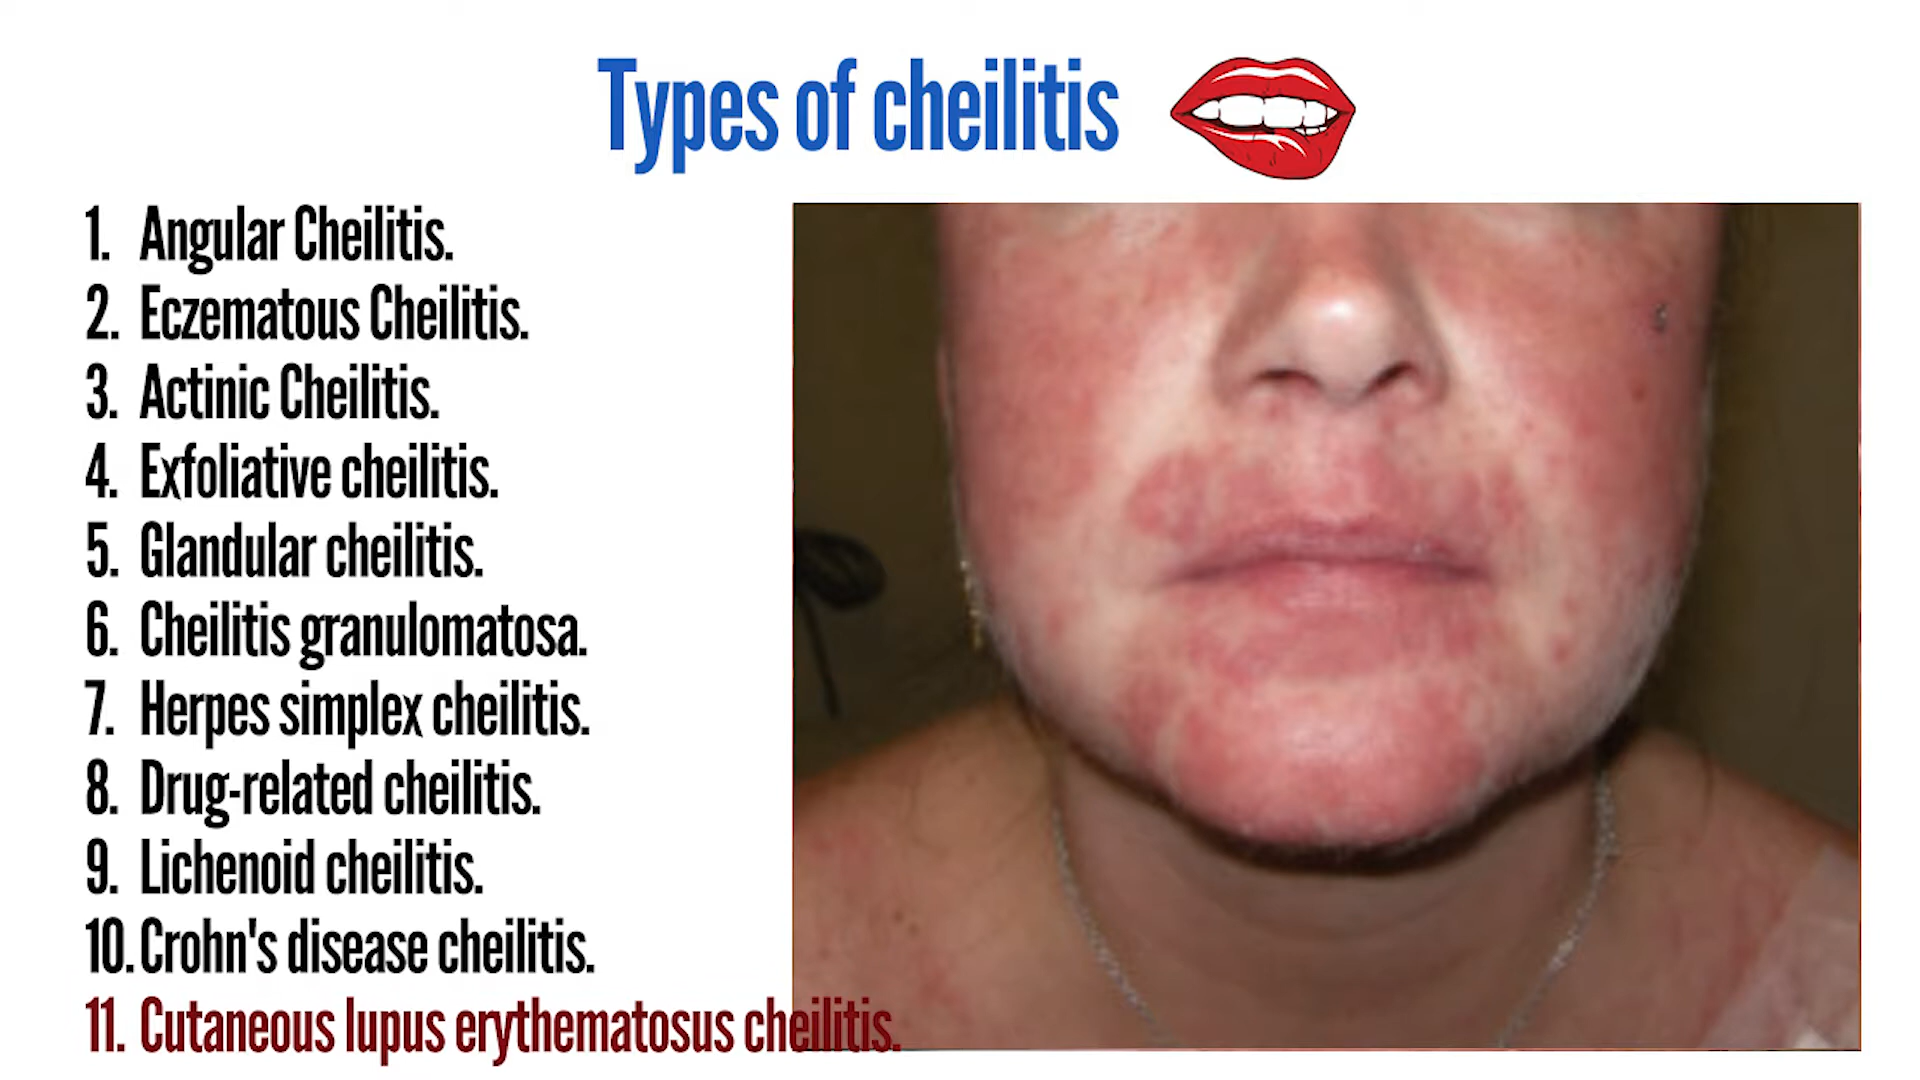 Types of cheilitis
1. Angular Cheilitis.
2. Eczematous Cheilitis.
3. Actinic Cheilitis.
4. Exfoliative cheilitis.
5. Glandular cheilitis.
6. Cheilitis granulomatosa.
7. Herpes simplex cheilitis.
8. Drug-related cheilitis.
9. Lichenoid cheilitis.
10. Crohn's disease cheilitis.
11. Cutaneous lupus erythematosus cheilitis.